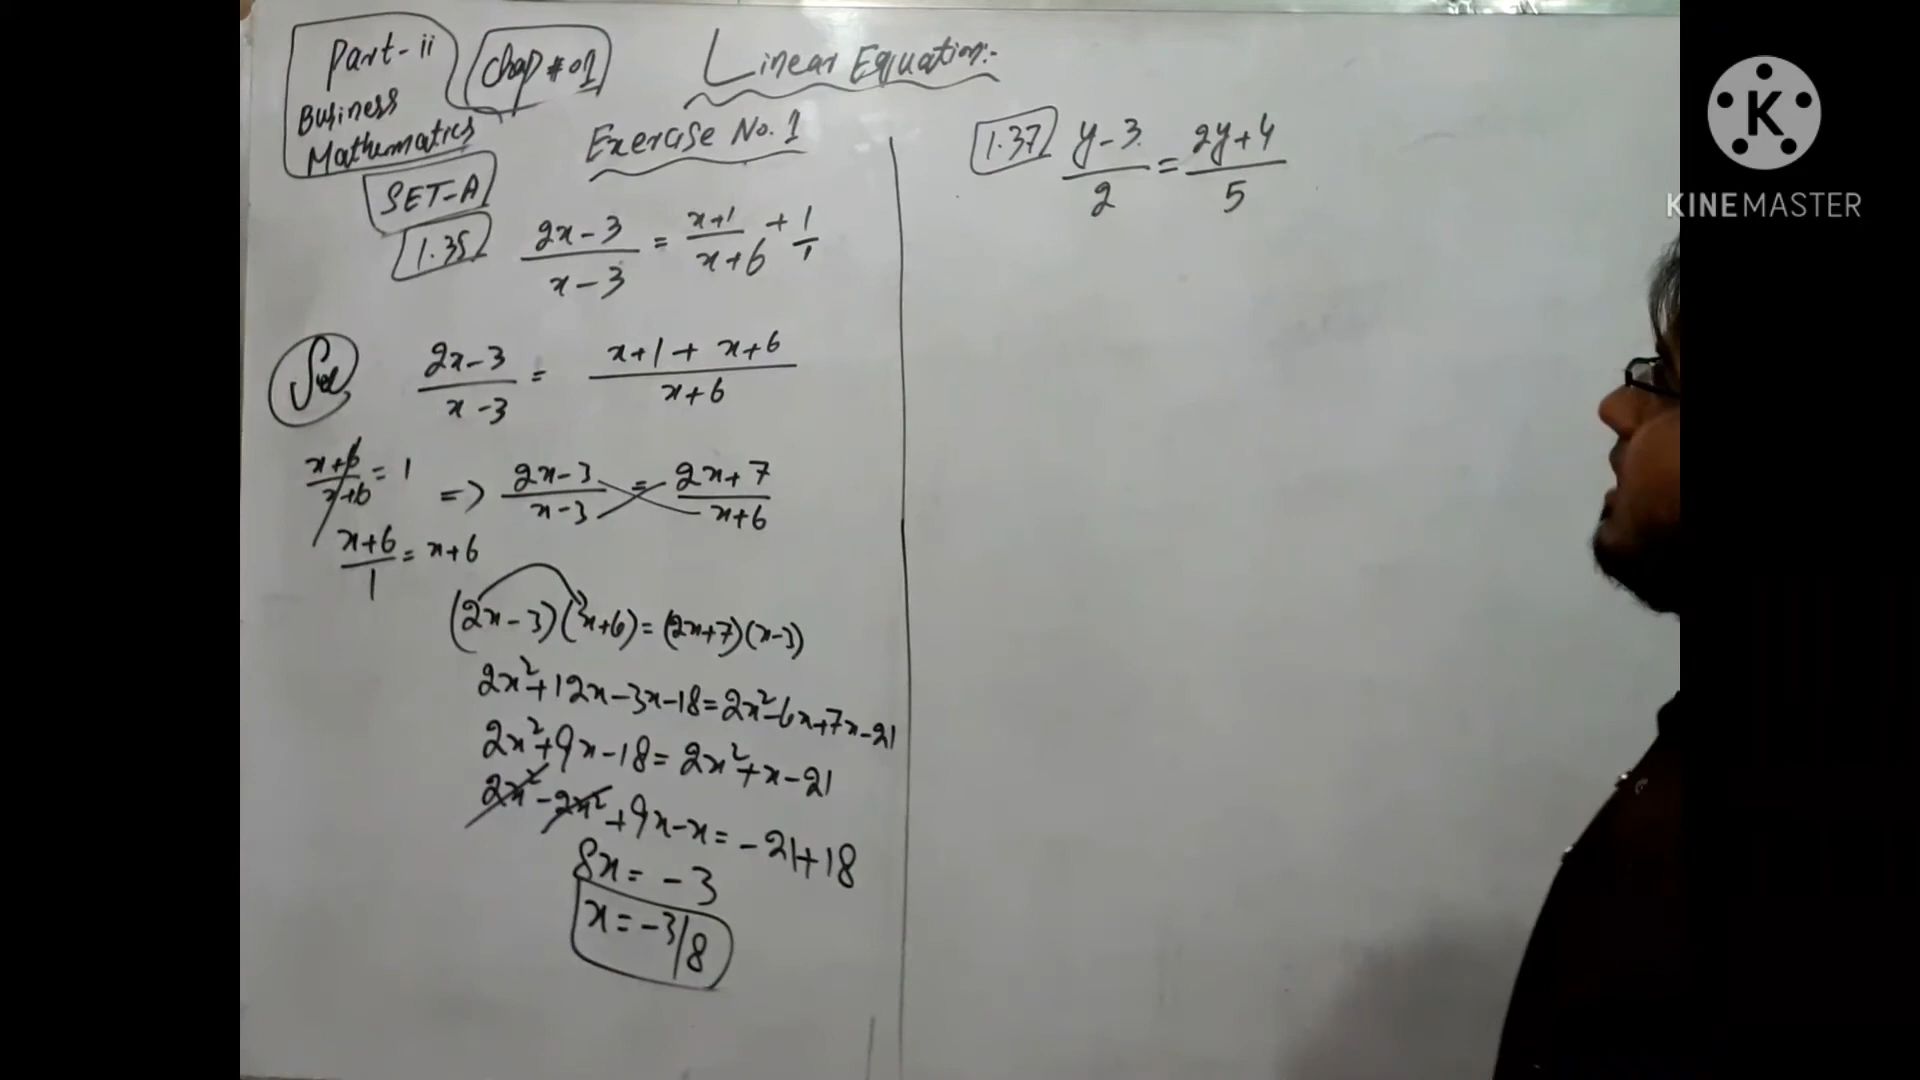 Part-ii
Business
Mathematics
Chap # 01
Linear Equation:-
Exercise No. 1
SET-A
1.35 (2x-3)/(x-3) = (x+1)/(x+6) + 1/1
Sol
(2x-3)/(x-3) = (x+1+x+6)/(x+6)
(x+6)/(x+6) = 1
=> (2x-3)/(x-3) = (2x+7)/(x+6)
(x+6)/1 = x+6
(2x-3)(x+6)=(2x+7)(x-3)
2x²+12x-3x-18=2x²-6x+7x-21
2x²+9x-18=2x²+x-21
2x²-2x²+9x-x=-21+18
8x=-3
x=-3/8
1.37 (y-3)/2 = (2y+4)/5
K
KINEMASTER